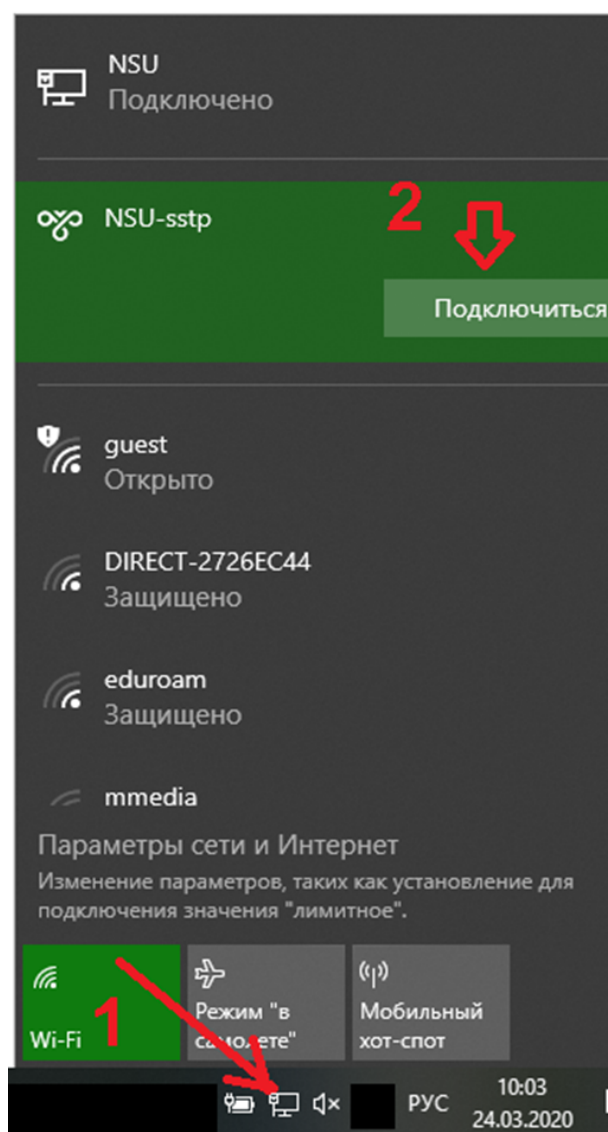 NSU
Подключено
NSU-sstp
2
Подключиться
guest
Открыто
DIRECT-2726EC44
Защищено
eduroam
Защищено
mmedia
Параметры сети и Интернет
Изменение параметров, таких как установление для
подключения значения "лимитное".
1
Wi-Fi
Режим "в
самолете"
Мобильный
хот-спот
РУС
10:03
24.03.2020